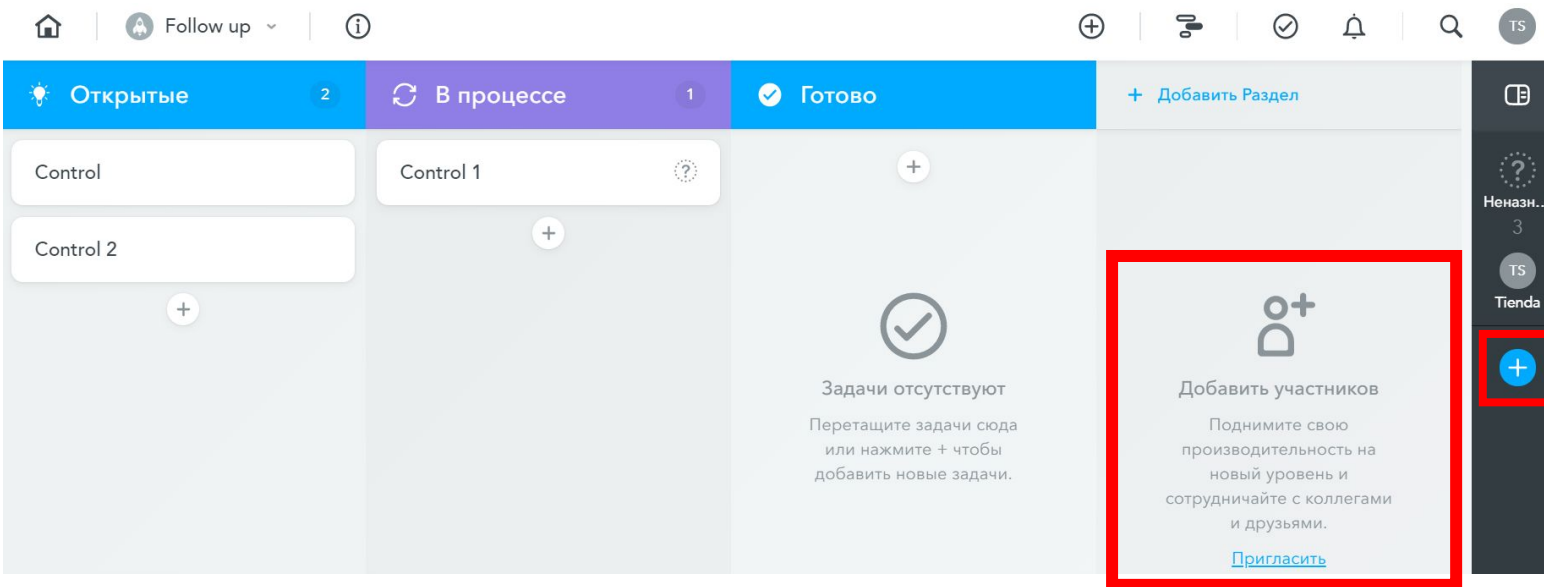 Follow up
TS
Открытые 2
В процессе 1
Готово
+ Добавить Раздел
Control
Control 2
Control 1
Задачи отсутствуют
Перетащите задачи сюда
или нажмите + чтобы
добавить новые задачи.
Добавить участников
Поднимите свою
производительность на
новый уровень и
сотрудничайте с коллегами
и друзьями.
Пригласить
Неназн..
3
TS
Tienda